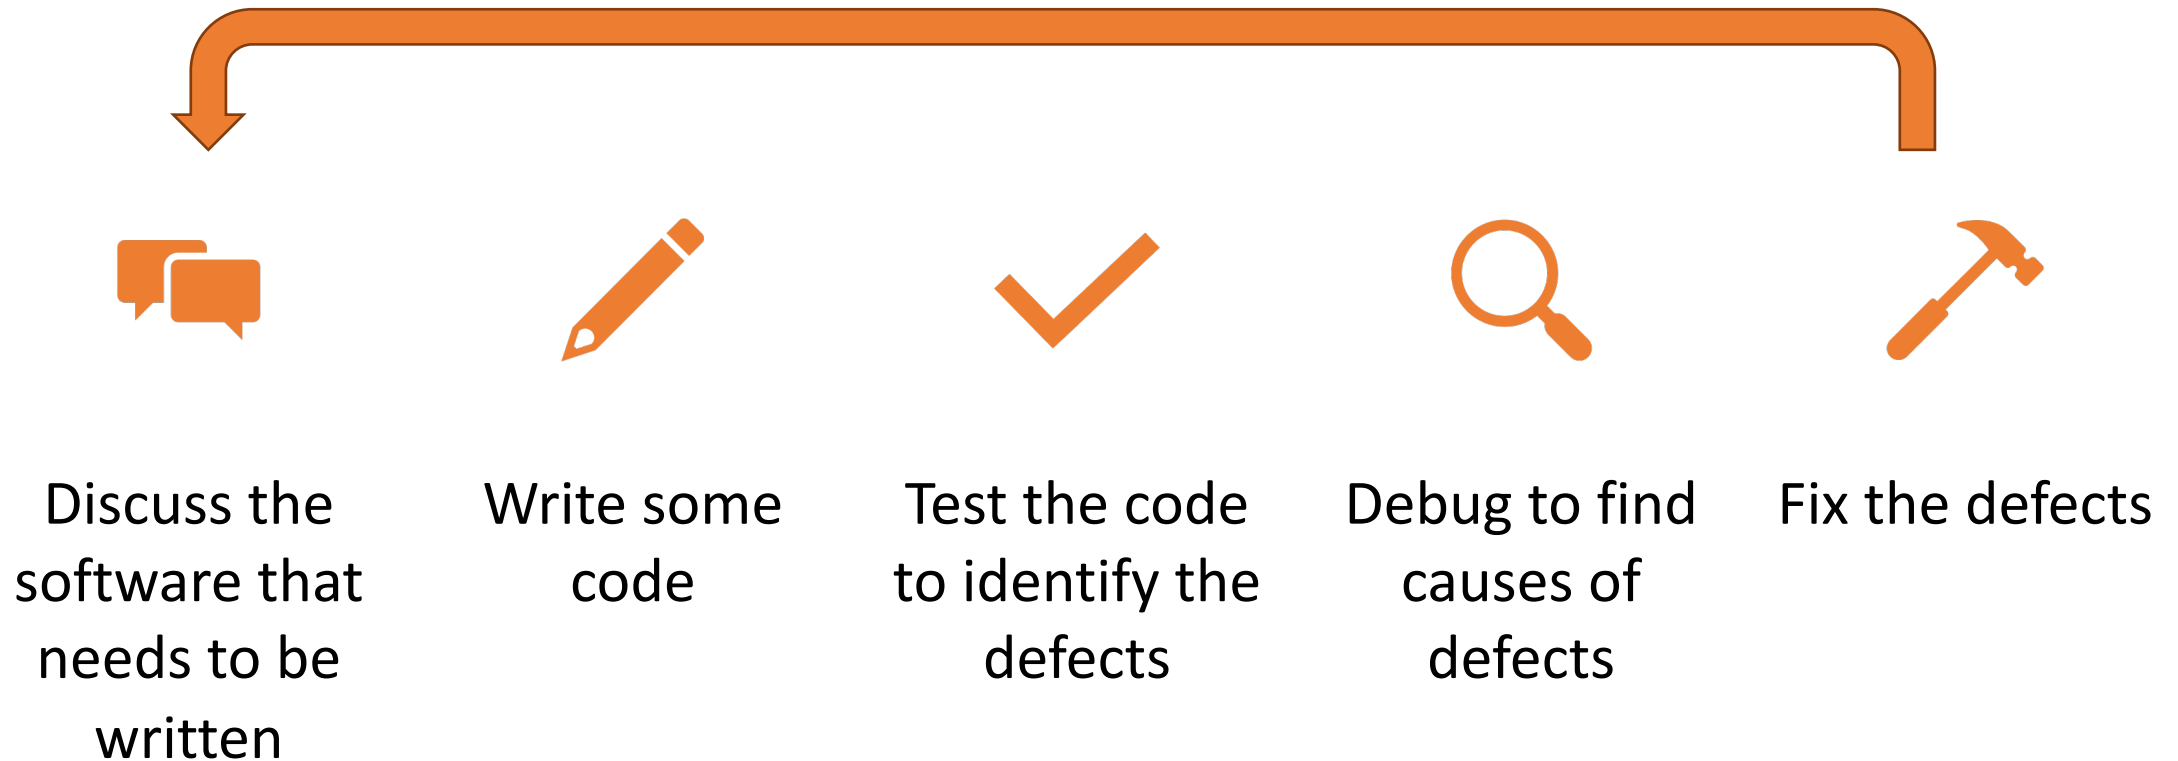 Discuss the
software that
needs to be
written
Write some
code
Test the code
to identify the
defects
Debug to find
causes of
defects
Fix the defects